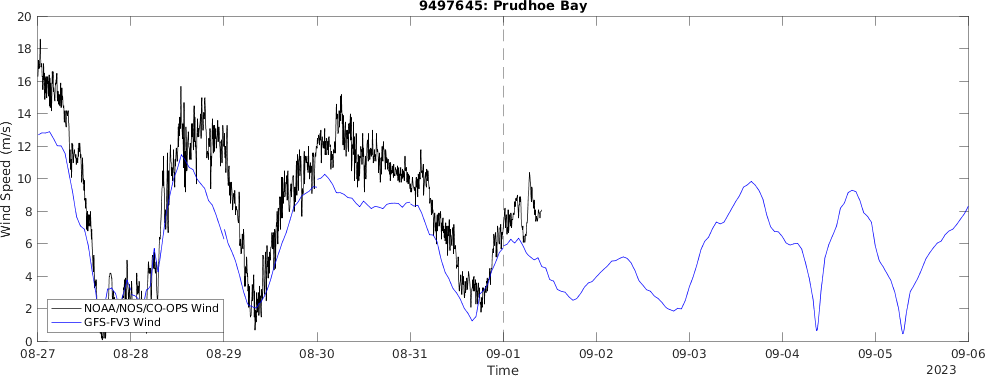 9497645: Prudhoe Bay
20
18
16
14
12
10
8
6
4
2
0
Wind Speed (m/s)
NOAA/NOS/CO-OPS Wind
GFS-FV3 Wind
08-27 08-28 08-29 08-30 08-31 09-01 09-02 09-03 09-04 09-05 09-06
Time
2023